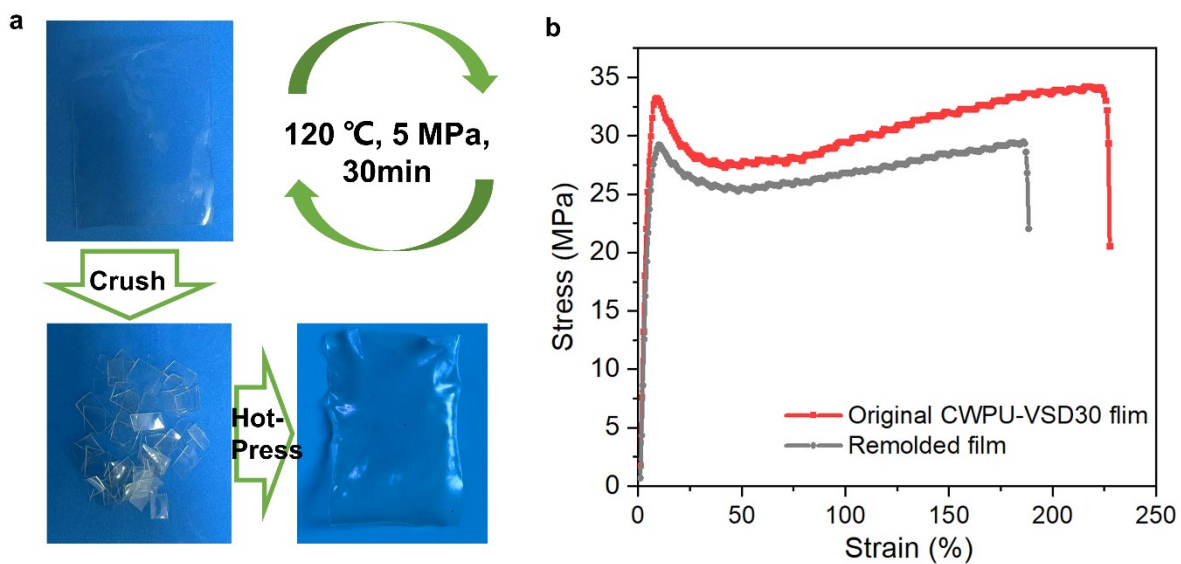 a
120 ℃, 5 MPa,
30min
Crush
Hot-
Press
b
Stress (MPa)
35
30
25
20
15
10
5
0
Original CWPU-VSD30 flim
Remolded film
0
50
100
150
200
250
Strain (%)